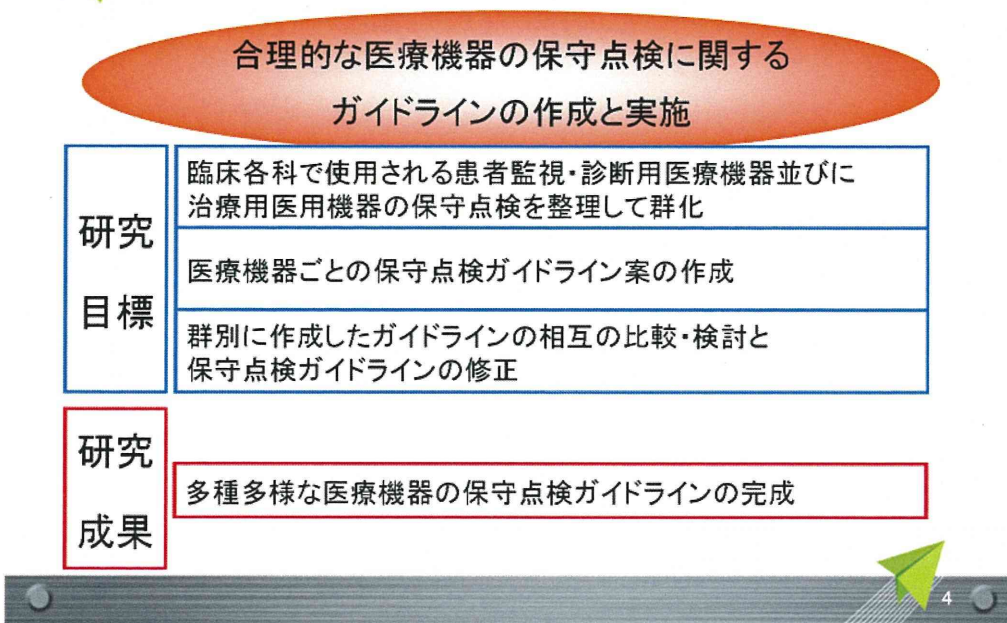 合理的な医療機器の保守点検に関する
ガイドラインの作成と実施
研究
目標
臨床各科で使用される患者監視・診断用医療機器並びに
治療用医用機器の保守点検を整理して群化
医療機器ごとの保守点検ガイドライン案の作成
群別に作成したガイドラインの相互の比較・検討と
保守点検ガイドラインの修正
研究
成果
多種多様な医療機器の保守点検ガイドラインの完成
4